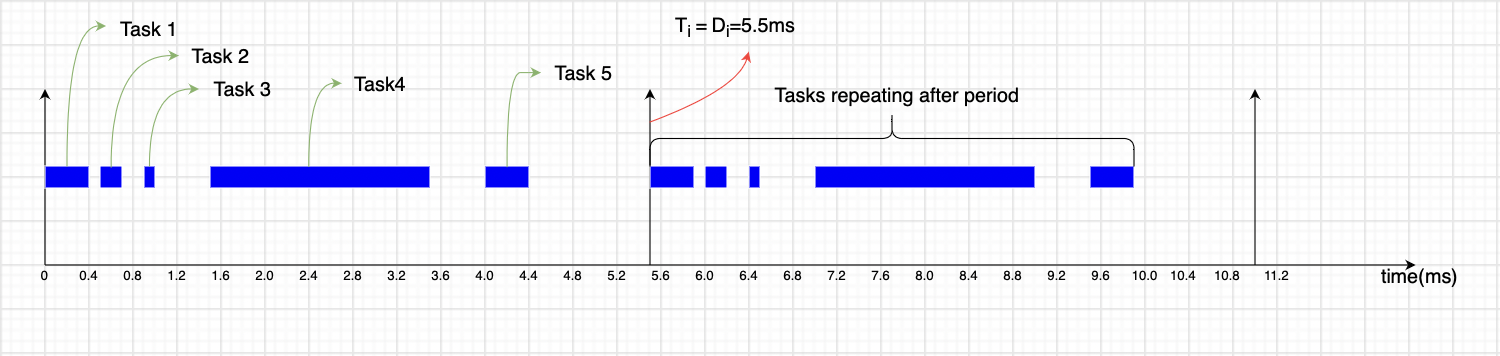 Task 1
Task 2
Task 3
Task4
Task 5
Ti = Di=5.5ms
Tasks repeating after period
0 0.4 0.8 1.2 1.6 2.0 2.4 2.8 3.2 3.6 4.0 4.4 4.8 5.2 5.6 6.0 6.4 6.8 7.2 7.6 8.0 8.4 8.8 9.2 9.6 10.0 10.4 10.8 11.2
time(ms)